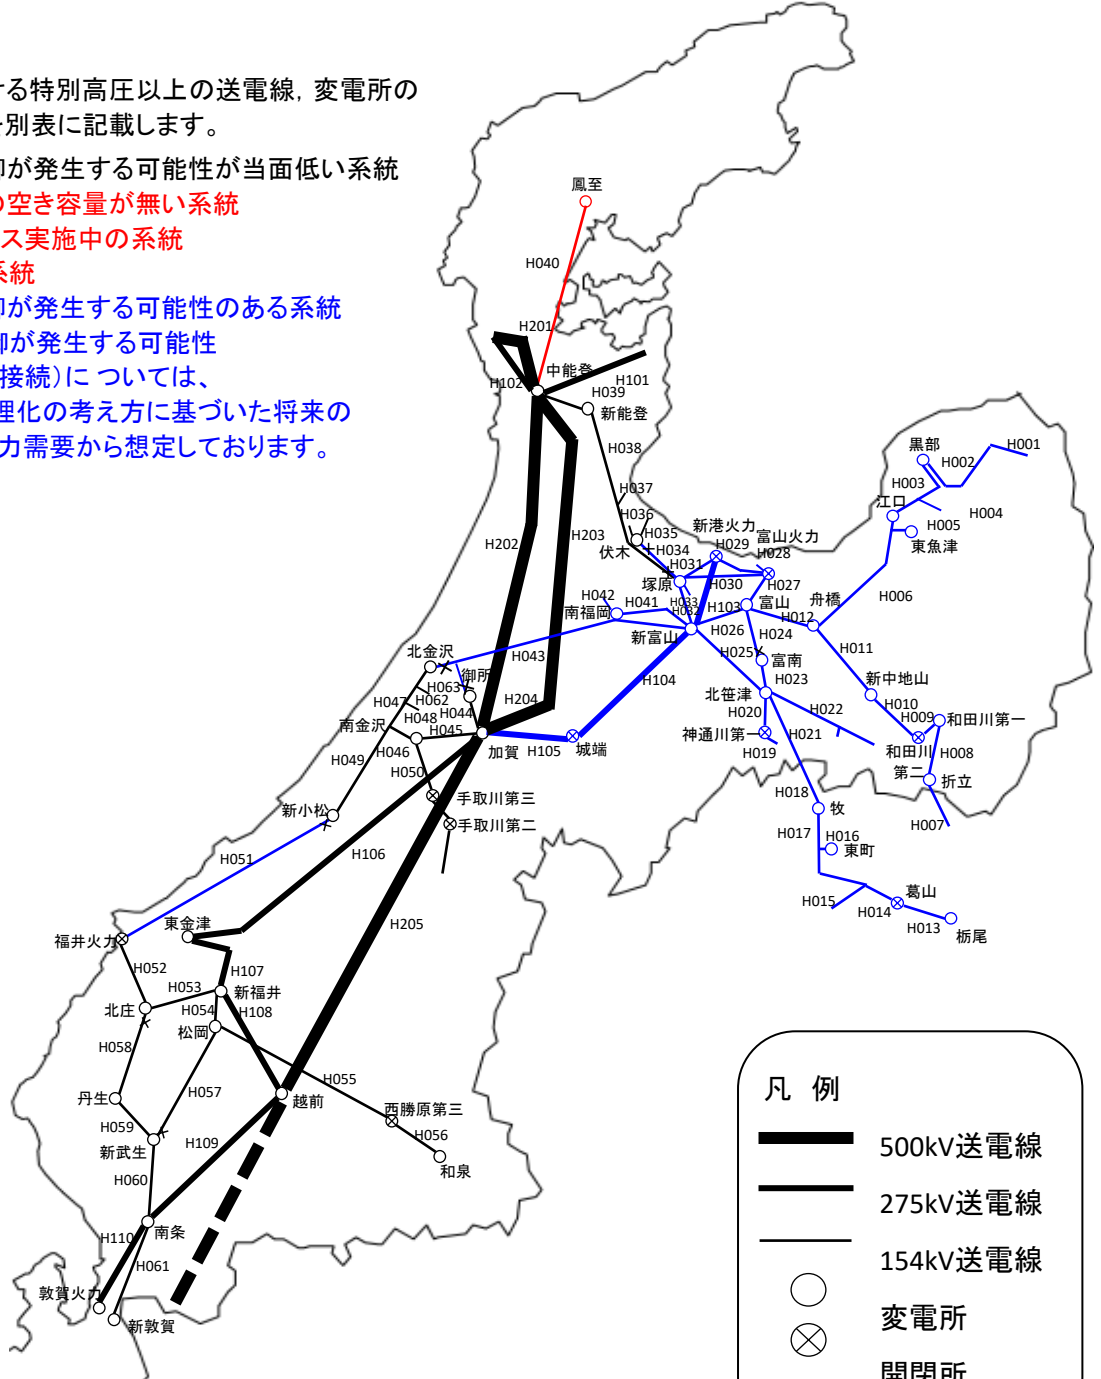 ける特別高圧以上の送電線，変電所の
を別表に記載します。
御が発生する可能性が当面低い系統
の空き容量が無い系統
ス実施中の系統
系統
御が発生する可能性のある系統
御が発生する可能性
接続）に ついては、
理化の考え方に基づいた将来の
力需要から想定しております。
鳳至
H040
H201
中能登
H102
H101
H039
新能登
H038
H037
H036
H035
伏木
H034
H202
H203
新港火力
H029
富山火力
H028
H031
塚原
H030
H027
H042
H041
H033
H032
H103
富山
南福岡
新富山
H026
H012
舟橋
H024
H025
富南
H023
北笹津
H020
H022
神通川第一
H021
H019
H018
牧
H017
H016
東町
H015
H014
葛山
H013
栃尾
黒部
H001
H002
H003
江口
H004
H005
東魚津
H006
H011
新中地山
H010
H009
和田川第一
和田川
第二
H008
折立
H007
北金沢
H043
御所
H063
H062
H047
H044
H204
H104
H048
南金沢
H045
加賀
H105
城端
H046
H049
H050
手取川第三
新小松
手取川第二
H051
H106
H205
東金津
福井火力
H052
H107
H053
新福井
北庄
H054
H108
松岡
H058
H057
H055
丹生
越前
西勝原第三
H059
H056
新武生
H109
和泉
H060
南条
H110
H061
敦賀火力
新敦賀
凡 例
500kV送電線
275kV送電線
154kV送電線
変電所
開閉所